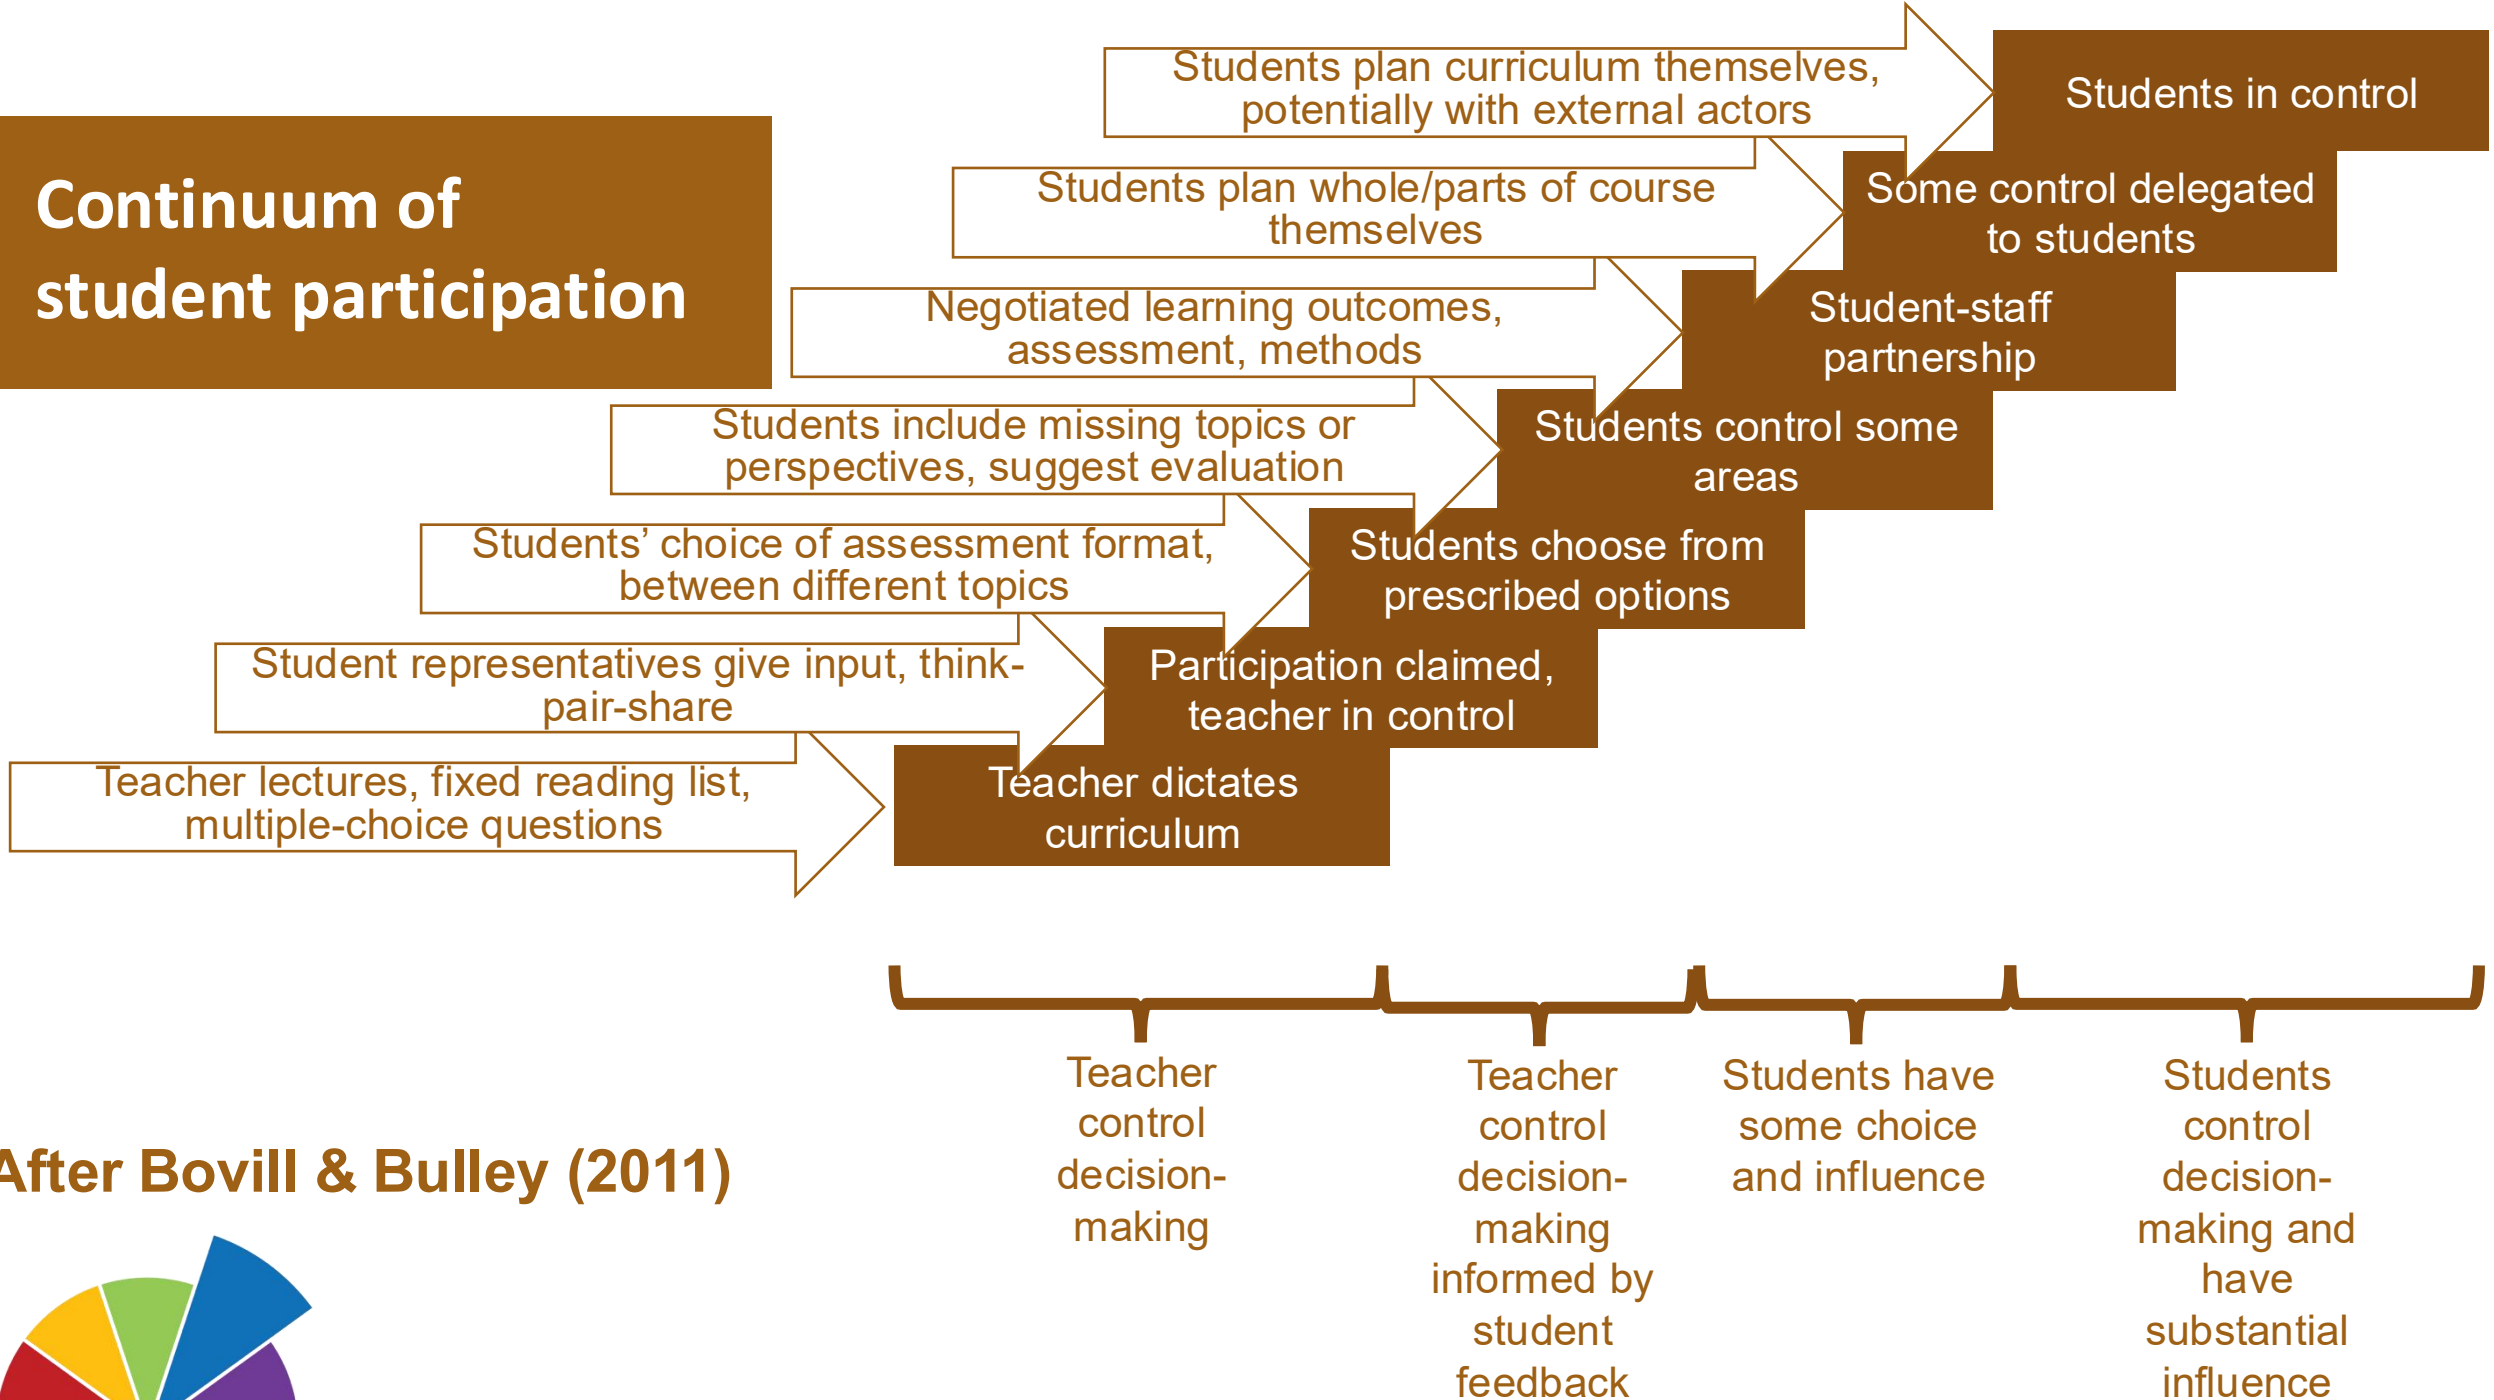 Continuum of
student participation
Students plan curriculum themselves,
potentially with external actors
Students in control
Students plan whole/parts of course
themselves
Some control delegated
to students
Negotiated learning outcomes,
assessment, methods
Student-staff
partnership
Students include missing topics or
perspectives, suggest evaluation
Students control some
areas
Students’ choice of assessment format,
between different topics
Students choose from
prescribed options
Student representatives give input, think-
pair-share
Participation claimed,
teacher in control
Teacher lectures, fixed reading list,
multiple-choice questions
Teacher dictates
curriculum
Teacher
control
decision-
making
Teacher
control
decision-
making
informed by
student
feedback
Students have
some choice
and influence
Students
control
decision-
making and
have
substantial
influence
After Bovill & Bulley (2011)